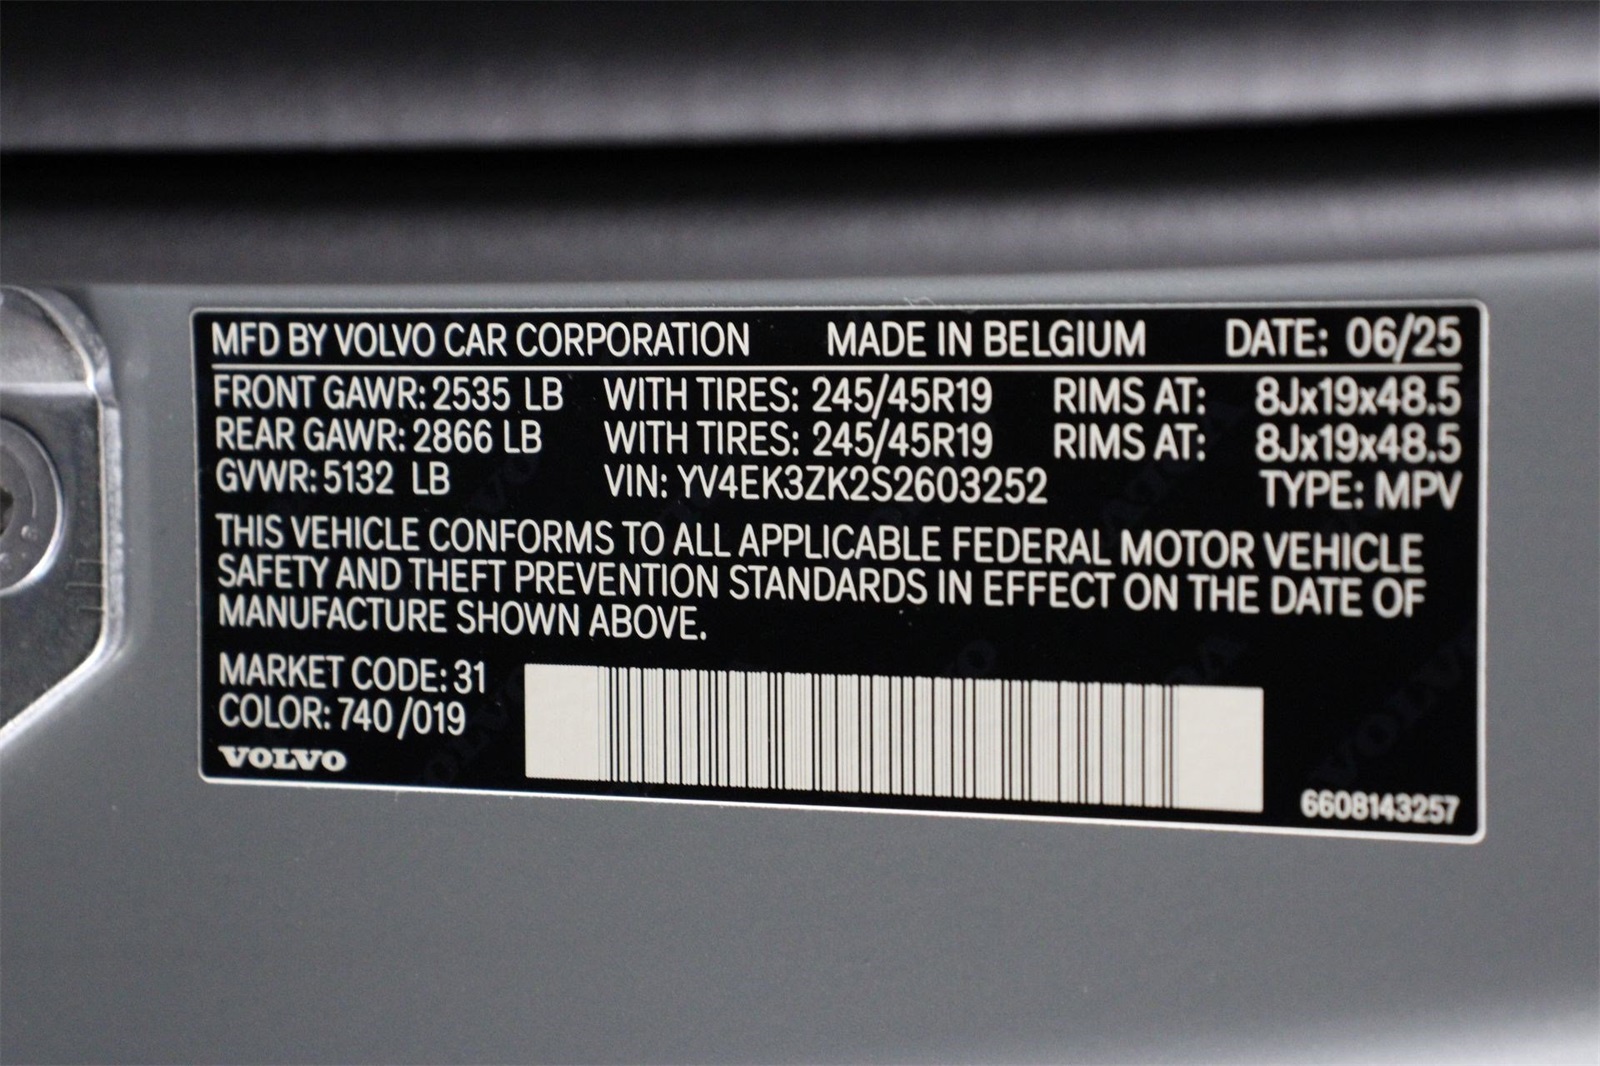 MFD BY VOLVO CAR CORPORATION MADE IN BELGIUM DATE: 06/25
FRONT GAWR: 2535 LB WITH TIRES: 245/45R19 RIMS AT: 8Jx19x48.5
REAR GAWR: 2866 LB WITH TIRES: 245/45R19 RIMS AT: 8Jx19x48.5
GVWR: 5132 LB VIN: YV4EK3ZK2S2603252 TYPE: MPV
THIS VEHICLE CONFORMS TO ALL APPLICABLE FEDERAL MOTOR VEHICLE
SAFETY AND THEFT PREVENTION STANDARDS IN EFFECT ON THE DATE OF
MANUFACTURE SHOWN ABOVE.
MARKET CODE: 31
COLOR: 740/019
VOLVO
6608143257